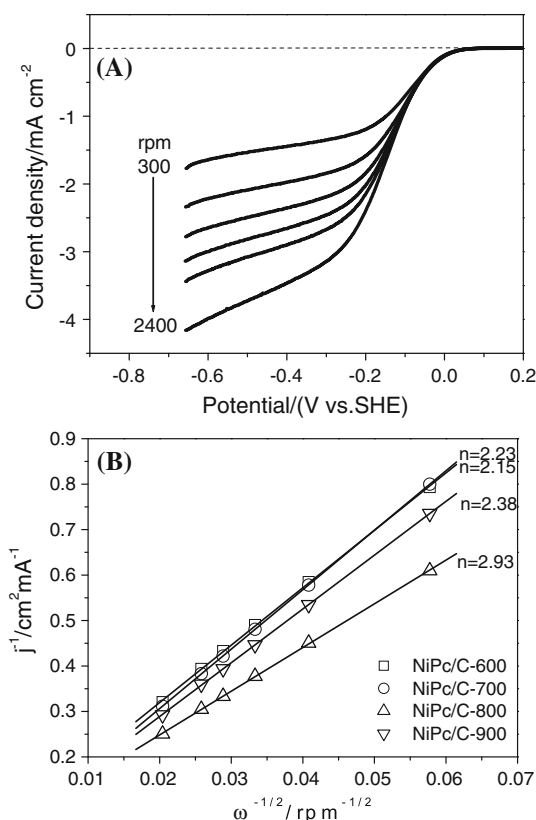 (A)
0
-1
-2
-3
-4
Current density/mA cm-2
rpm
300
2400
-0.8 -0.6 -0.4 -0.2 0.0 0.2
Potential/(V vs.SHE)
(B)
0.9
0.8
0.7
0.6
0.5
0.4
0.3
0.2
j-1/cm2mA-1
n=2.23
n=2.15
n=2.38
n=2.93
NiPc/C-600
NiPc/C-700
NiPc/C-800
NiPc/C-900
0.01 0.02 0.03 0.04 0.05 0.06 0.07
ω -1/2/ rp m-1/2